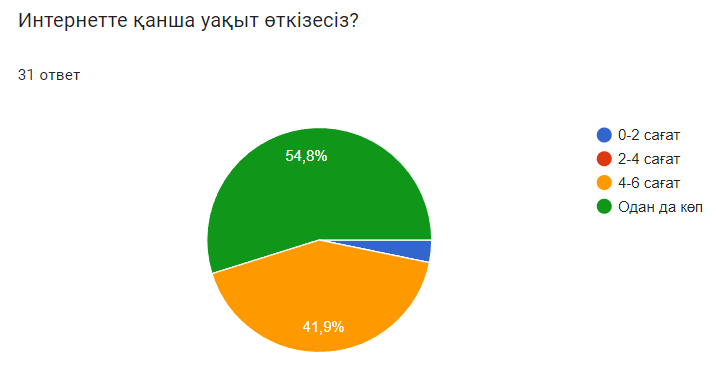 Интернетте қанша уақыт өткізесіз?
31 ответ
54,8%
41,9%
0-2 сағат
2-4 сағат
4-6 сағат
Одан да көп